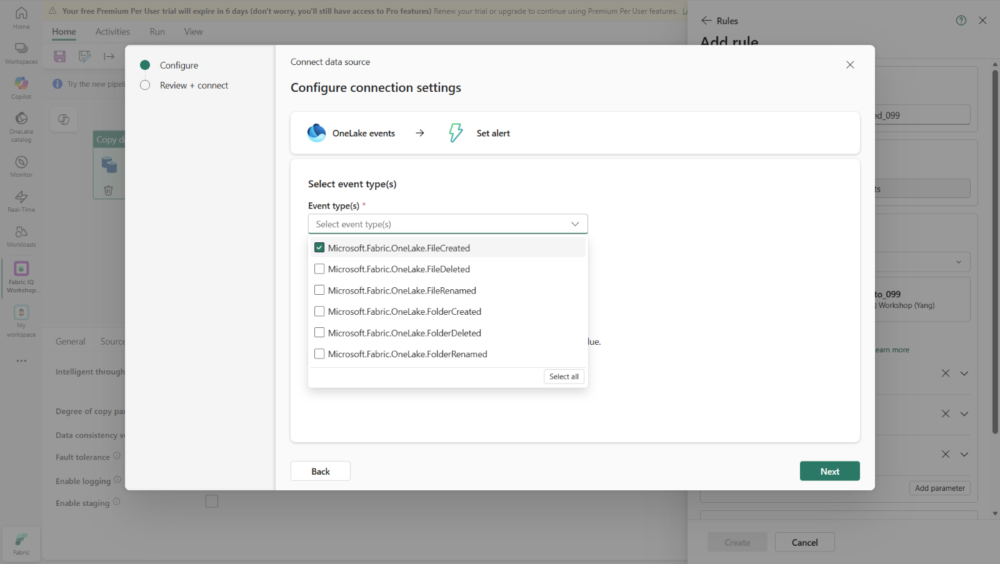 Your free Premium Per User trial will expire in 6 days (don't worry, you'll still have access to Pro features) Renew your trial or upgrade to continue using Premium Per User features.
Home
Workspaces
Copilot
OneLake
catalog
Monitor
Real-Time
Workloads
Fabric IQ
Workshop...
My
workspace
Fabric
Home
Activities
Run
View
Try the new
Copy
General
Source
Intelligent
Degree of copy
Data consistency
Fault tolerance
Enable logging
Enable staging
Configure
Review + connect
Connect data source
Configure connection settings
OneLake events
Set alert
Select event type(s)
Event type(s) *
Select event type(s)
Microsoft.Fabric.OneLake.FileCreated
Microsoft.Fabric.OneLake.FileDeleted
Microsoft.Fabric.OneLake.FileRenamed
Microsoft.Fabric.OneLake.FolderCreated
Microsoft.Fabric.OneLake.FolderDeleted
Microsoft.Fabric.OneLake.FolderRenamed
Select all
lue.
Back
Next
Rules
Add rule
ed_099
ts
to_099
Workshop (Yang)
earn more
Add parameter
Create
Cancel